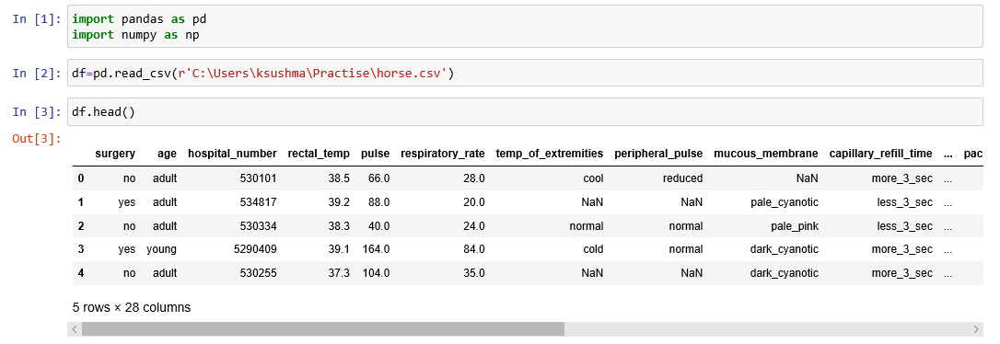 In [1]: import pandas as pd
import numpy as np
In [2]: df=pd.read_csv(r'C:\Users\ksushma\Practise\horse.csv')
In [3]: df.head()
Out[3]:
surgery age hospital_number rectal_temp pulse respiratory_rate temp_of_extremities peripheral_pulse mucous_membrane capillary_refill_time ... pac
0 no adult 530101 38.5 66.0 28.0 cool reduced NaN more_3_sec ...
1 yes adult 534817 39.2 88.0 20.0 NaN NaN pale_cyanotic less_3_sec ...
2 no adult 530334 38.3 40.0 24.0 normal normal pale_pink less_3_sec ...
3 yes young 5290409 39.1 164.0 84.0 cold normal dark_cyanotic more_3_sec ...
4 no adult 530255 37.3 104.0 35.0 NaN NaN dark_cyanotic more_3_sec ...
5 rows × 28 columns